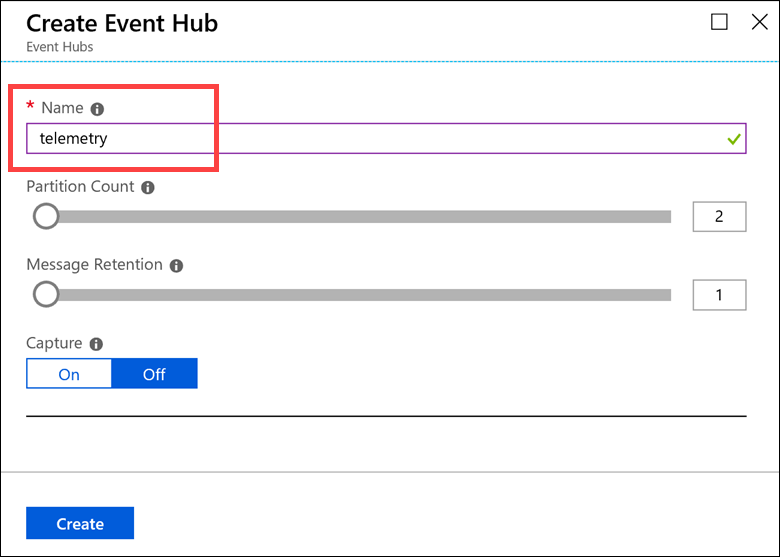 Create Event Hub
Event Hubs
* Name
telemetry
Partition Count
2
Message Retention
1
Capture
On Off
Create